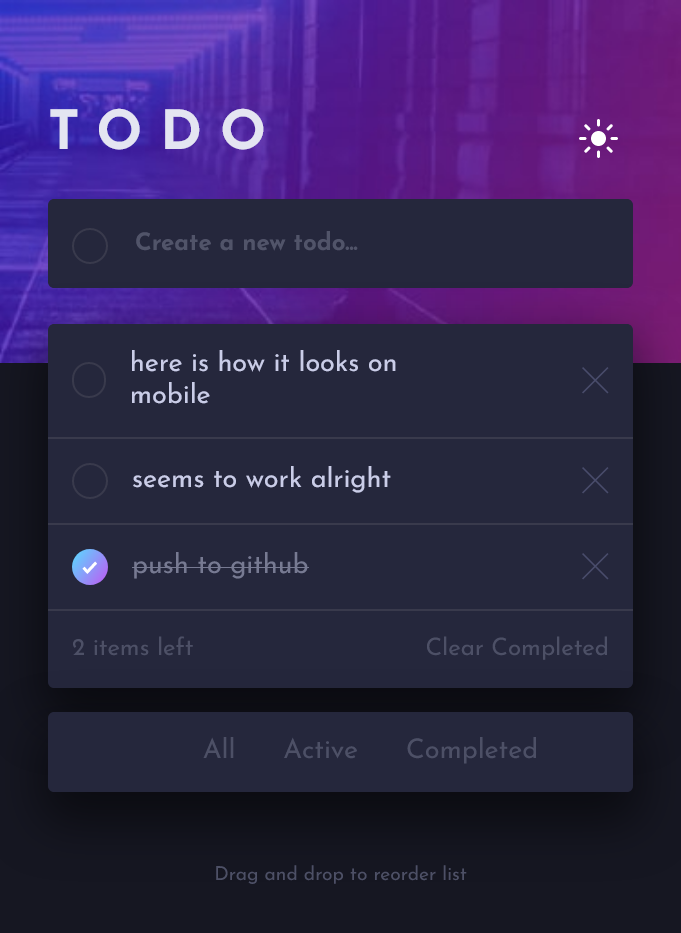 TODO
Create a new todo...
here is how it looks on
mobile
seems to work alright
push to github
2 items left Clear Completed
All Active Completed
Drag and drop to reorder list